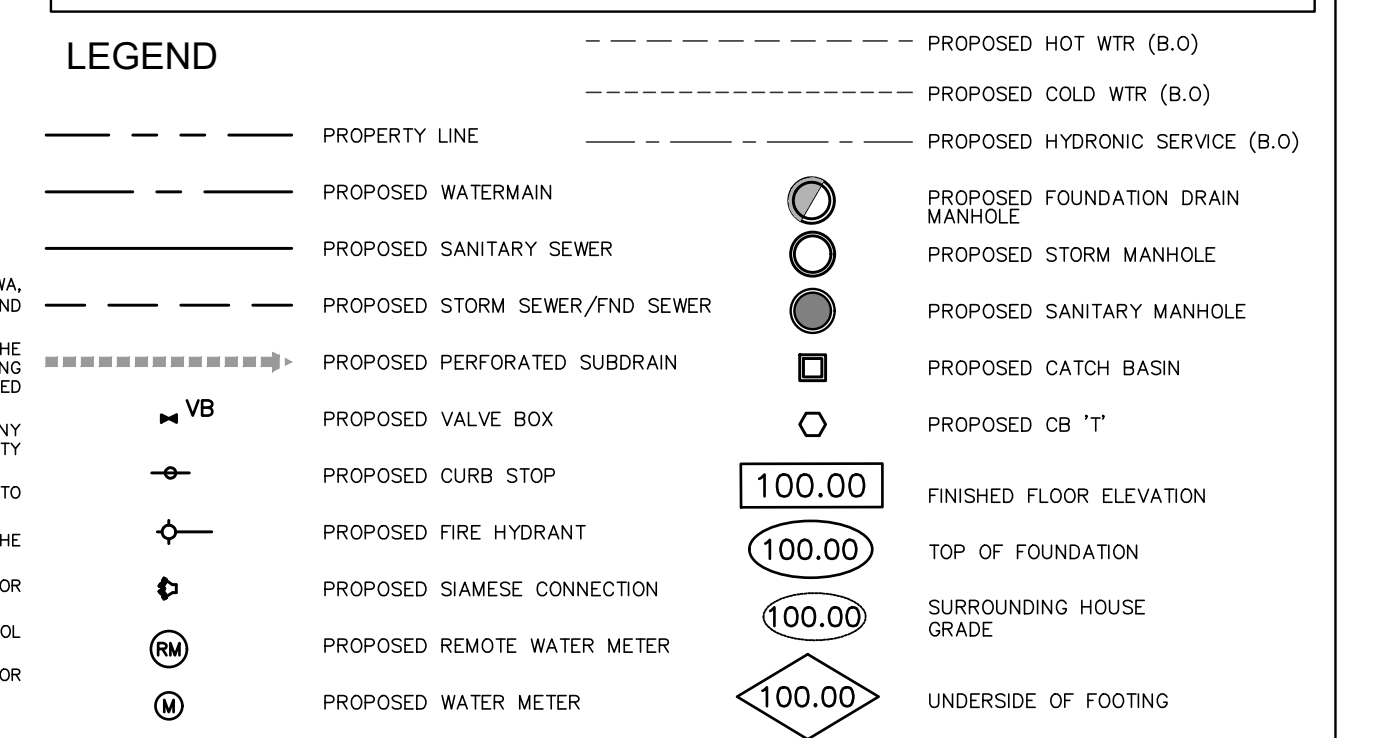 LEGEND
PROPERTY LINE
PROPOSED WATERMAIN
PROPOSED SANITARY SEWER
PROPOSED STORM SEWER/FND SEWER
PROPOSED PERFORATED SUBDRAIN
VB
PROPOSED VALVE BOX
PROPOSED CURB STOP
PROPOSED FIRE HYDRANT
PROPOSED SIAMESE CONNECTION
RM
PROPOSED REMOTE WATER METER
M
PROPOSED WATER METER
PROPOSED HOT WTR (B.O)
PROPOSED COLD WTR (B.O)
PROPOSED HYDRONIC SERVICE (B.O)
PROPOSED FOUNDATION DRAIN
MANHOLE
PROPOSED STORM MANHOLE
PROPOSED SANITARY MANHOLE
PROPOSED CATCH BASIN
PROPOSED CB 'T'
100.00
FINISHED FLOOR ELEVATION
100.00
TOP OF FOUNDATION
100.00
SURROUNDING HOUSE
GRADE
100.00
UNDERSIDE OF FOOTING